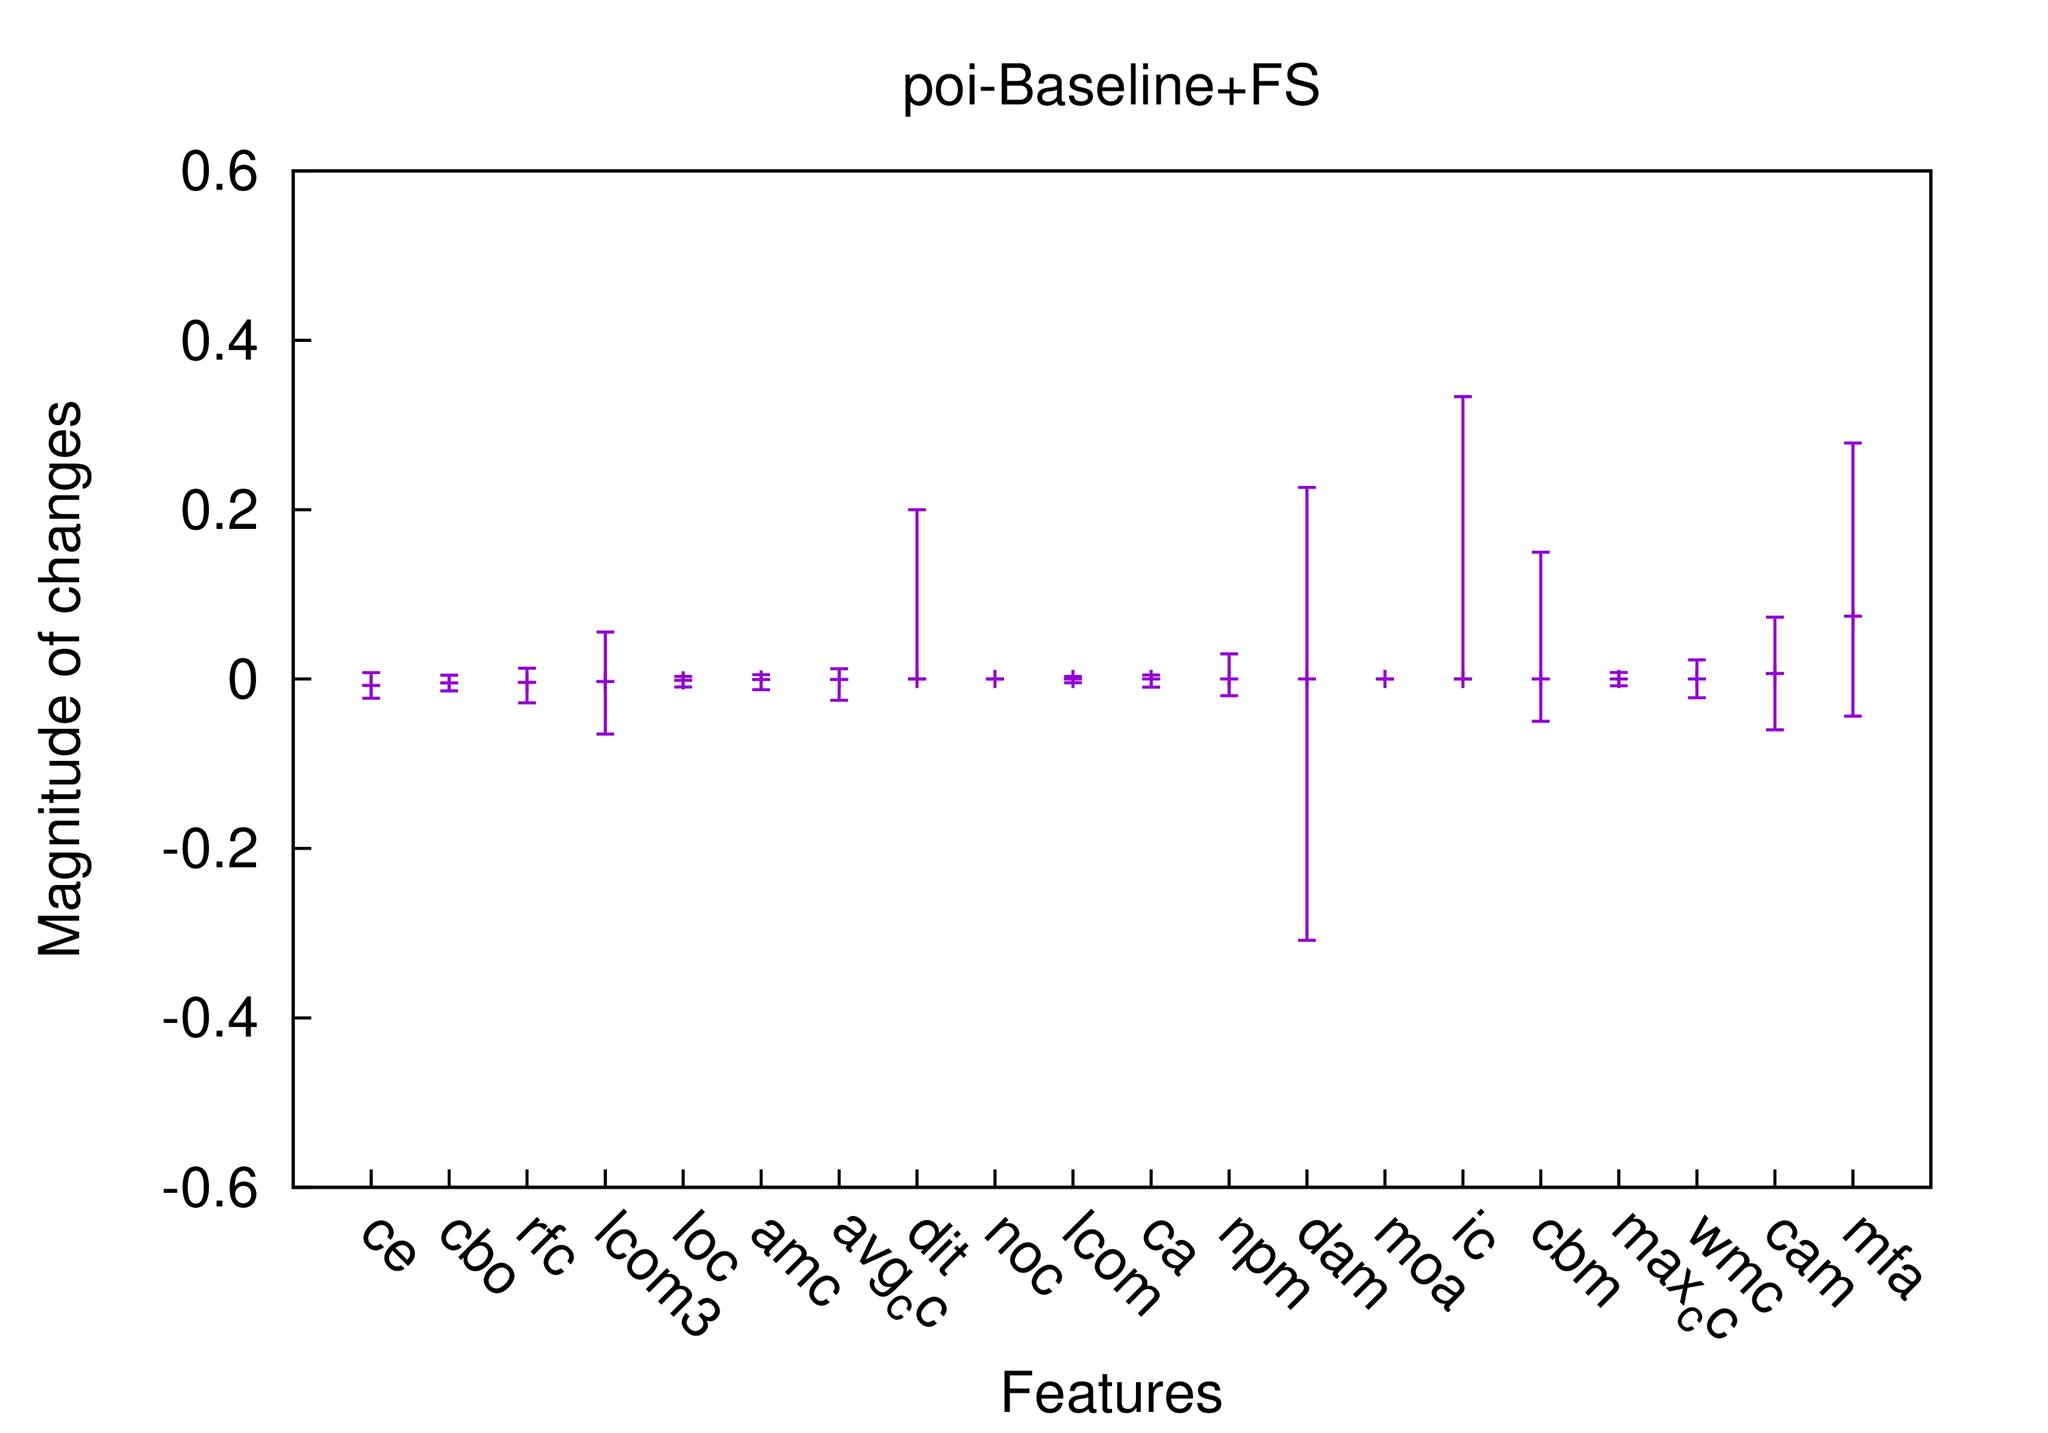 poi-Baseline+FS
0.6
0.4
0.2
0
-0.2
-0.4
-0.6
Magnitude of changes
ce
cbo
rfc
lcom3
loc
amc
avgcc
dit
noc
lcom
ca
npm
dam
moa
ic
cbm
maxcc
wmc
cam
mfa
Features